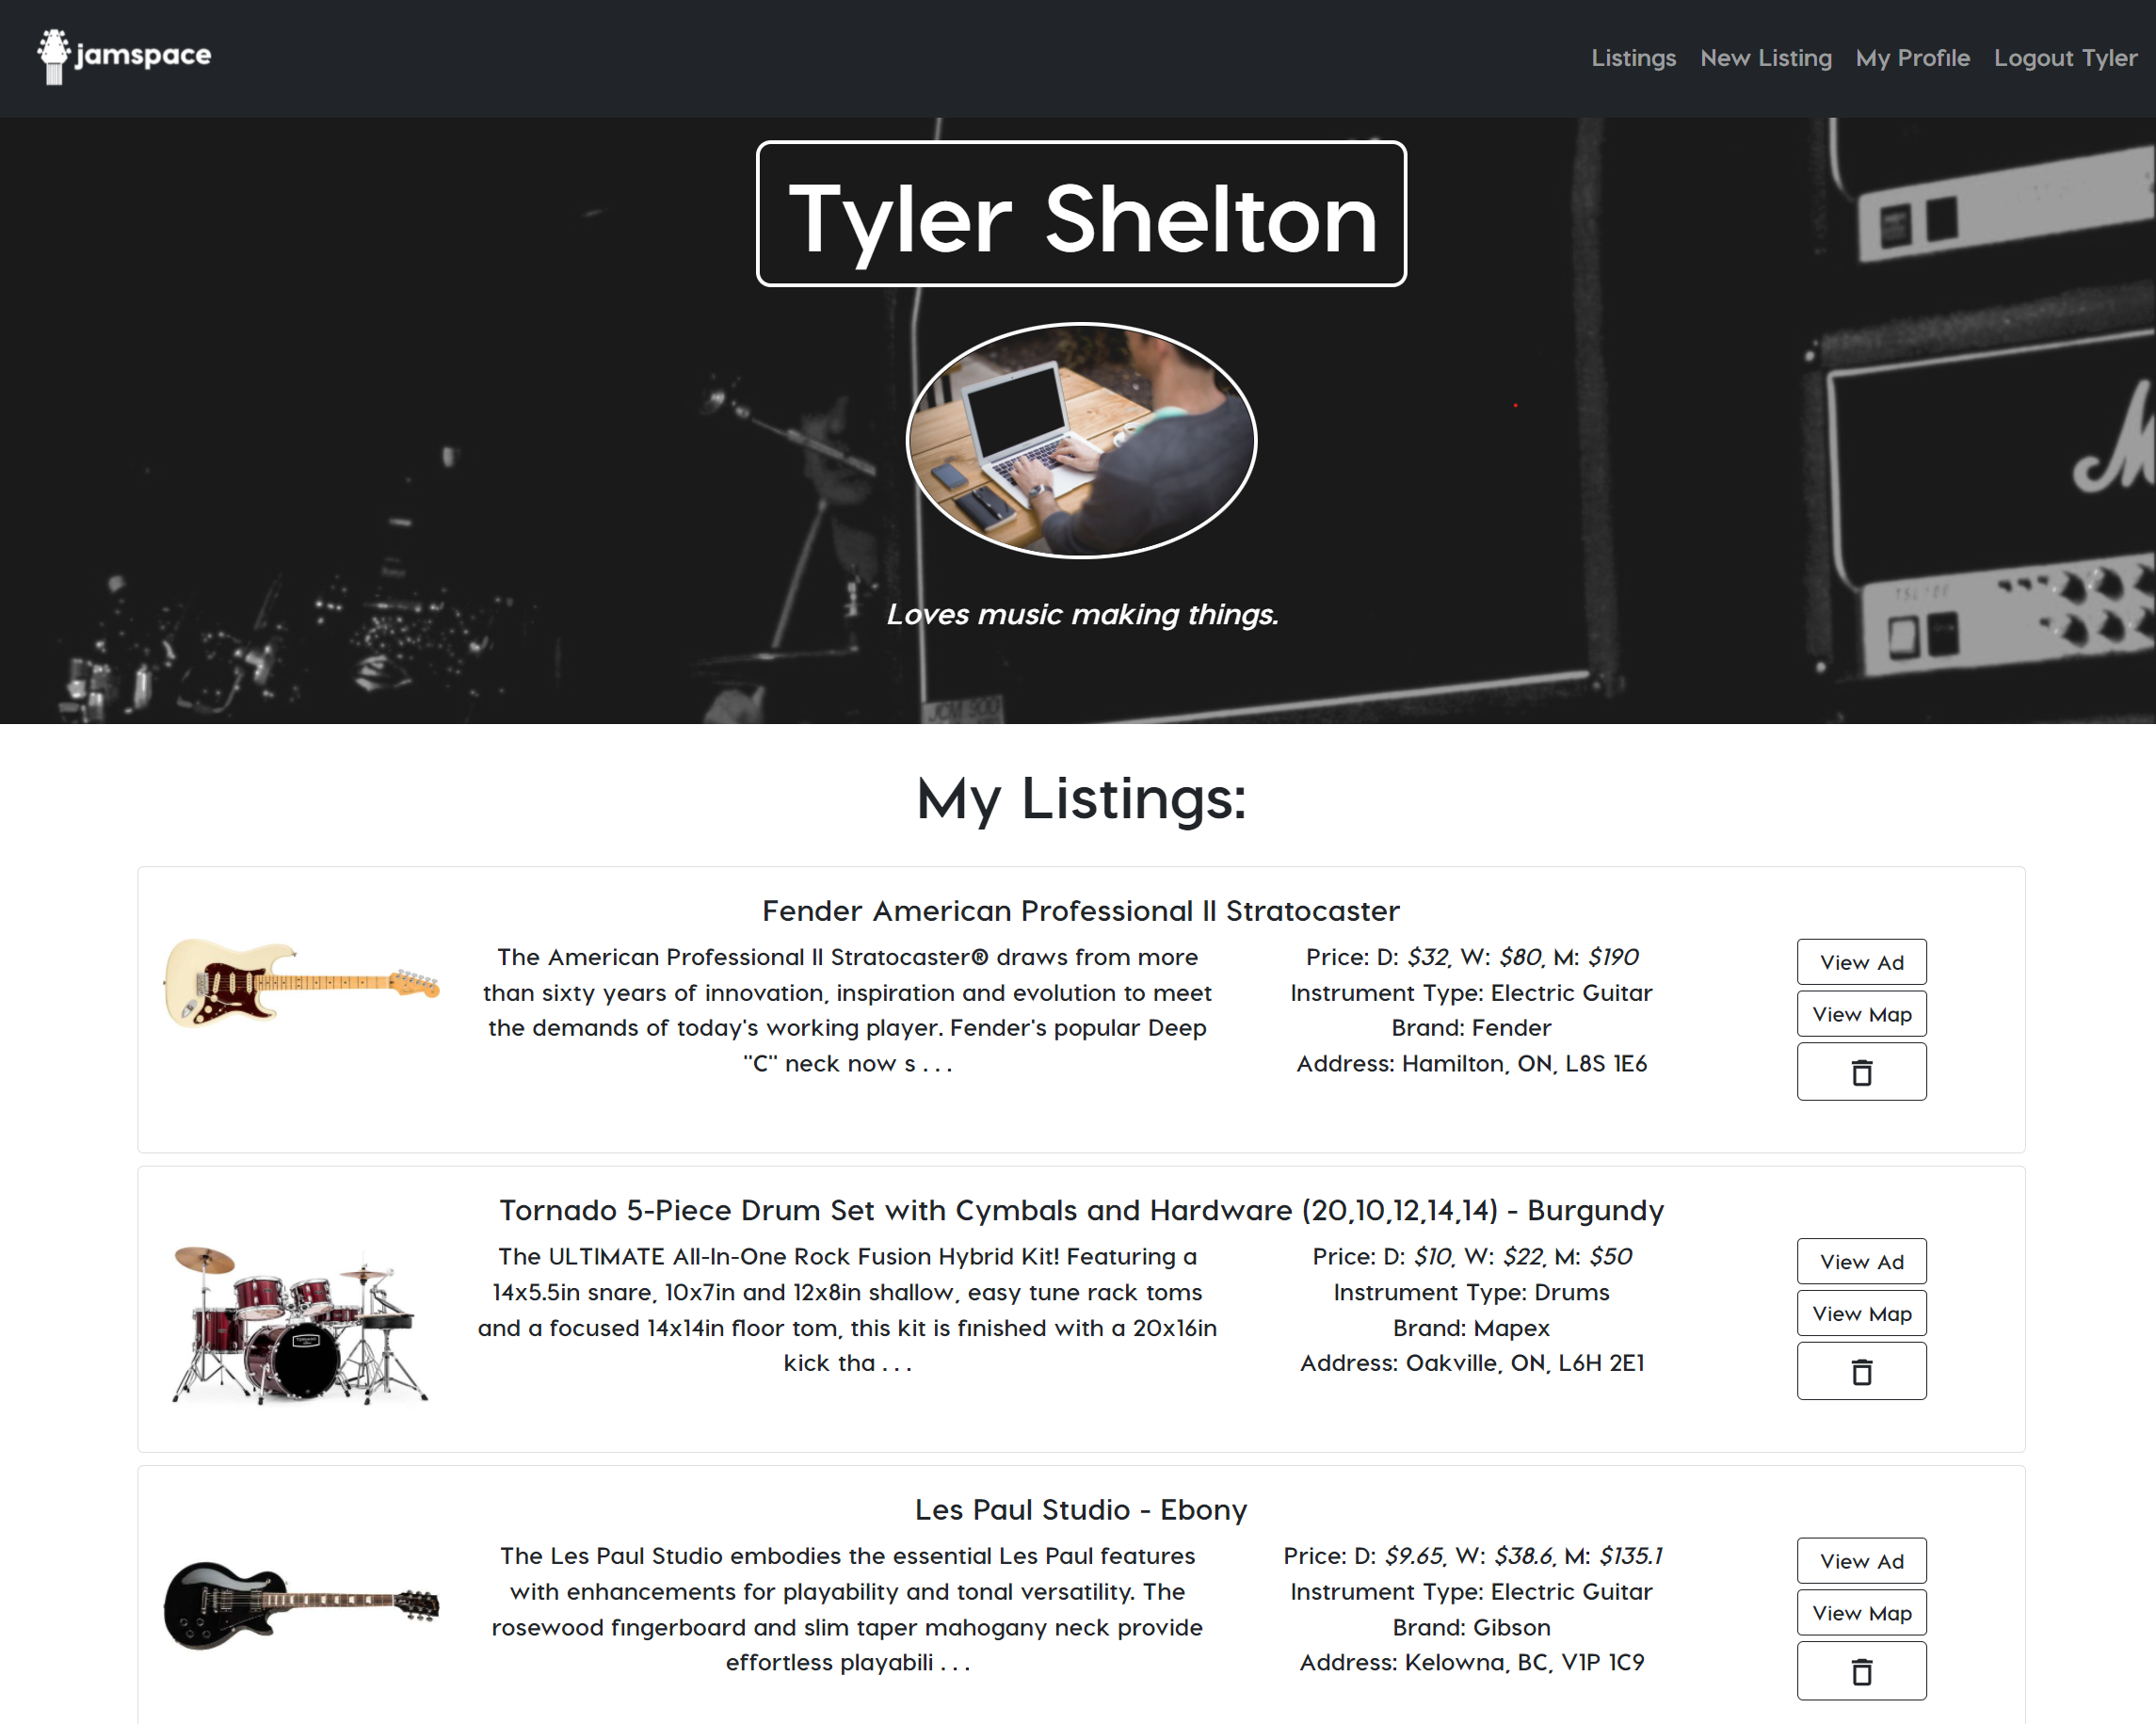 jamspace
Listings New Listing My Profile Logout Tyler
Tyler Shelton
Loves music making things.
JCM 900
My Listings:
Fender American Professional II Stratocaster
The American Professional II Stratocaster® draws from more
than sixty years of innovation, inspiration and evolution to meet
the demands of today's working player. Fender's popular Deep
"C" neck now s . . .
Price: D: $32, W: $80, M: $190
Instrument Type: Electric Guitar
Brand: Fender
Address: Hamilton, ON, L8S 1E6
View Ad
View Map
Tornado 5-Piece Drum Set with Cymbals and Hardware (20,10,12,14,14) - Burgundy
The ULTIMATE All-In-One Rock Fusion Hybrid Kit! Featuring a
14x5.5in snare, 10x7in and 12x8in shallow, easy tune rack toms
and a focused 14x14in floor tom, this kit is finished with a 20x16in
kick tha . . .
Price: D: $10, W: $22, M: $50
Instrument Type: Drums
Brand: Mapex
Address: Oakville, ON, L6H 2E1
View Ad
View Map
Les Paul Studio - Ebony
The Les Paul Studio embodies the essential Les Paul features
with enhancements for playability and tonal versatility. The
rosewood fingerboard and slim taper mahogany neck provide
effortless playabili . . .
Price: D: $9.65, W: $38.6, M: $135.1
Instrument Type: Electric Guitar
Brand: Gibson
Address: Kelowna, BC, V1P 1C9
View Ad
View Map